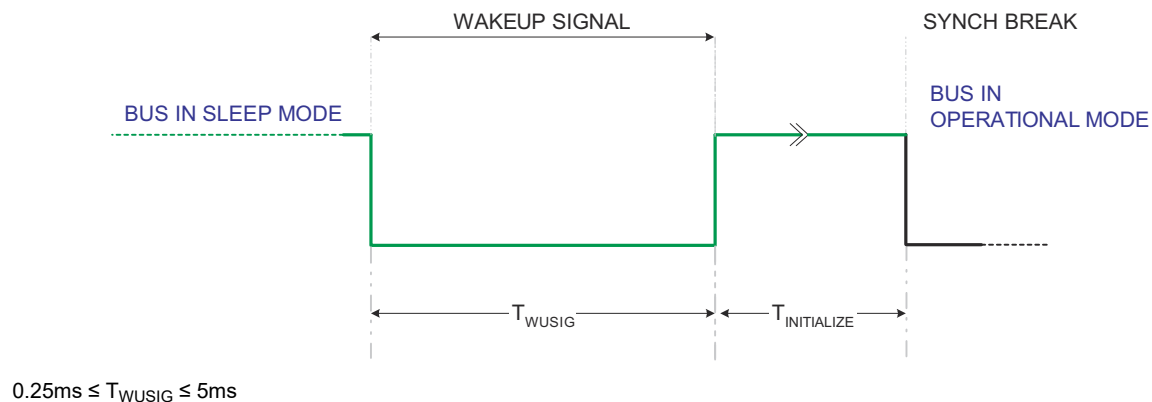 WAKEUP SIGNAL
SYNCH BREAK
BUS IN SLEEP MODE
BUS IN
OPERATIONAL MODE
TWUSIG
TINITIALIZE
0.25ms ≤ TWUSIG ≤ 5ms